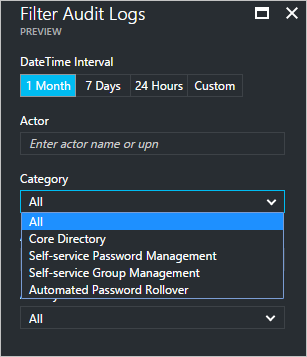 Filter Audit Logs
PREVIEW
DateTime Interval
1 Month 7 Days 24 Hours Custom
Actor
Enter actor name or upn
Category
All
All
Core Directory
Self-service Password Management
Self-service Group Management
Automated Password Rollover
All